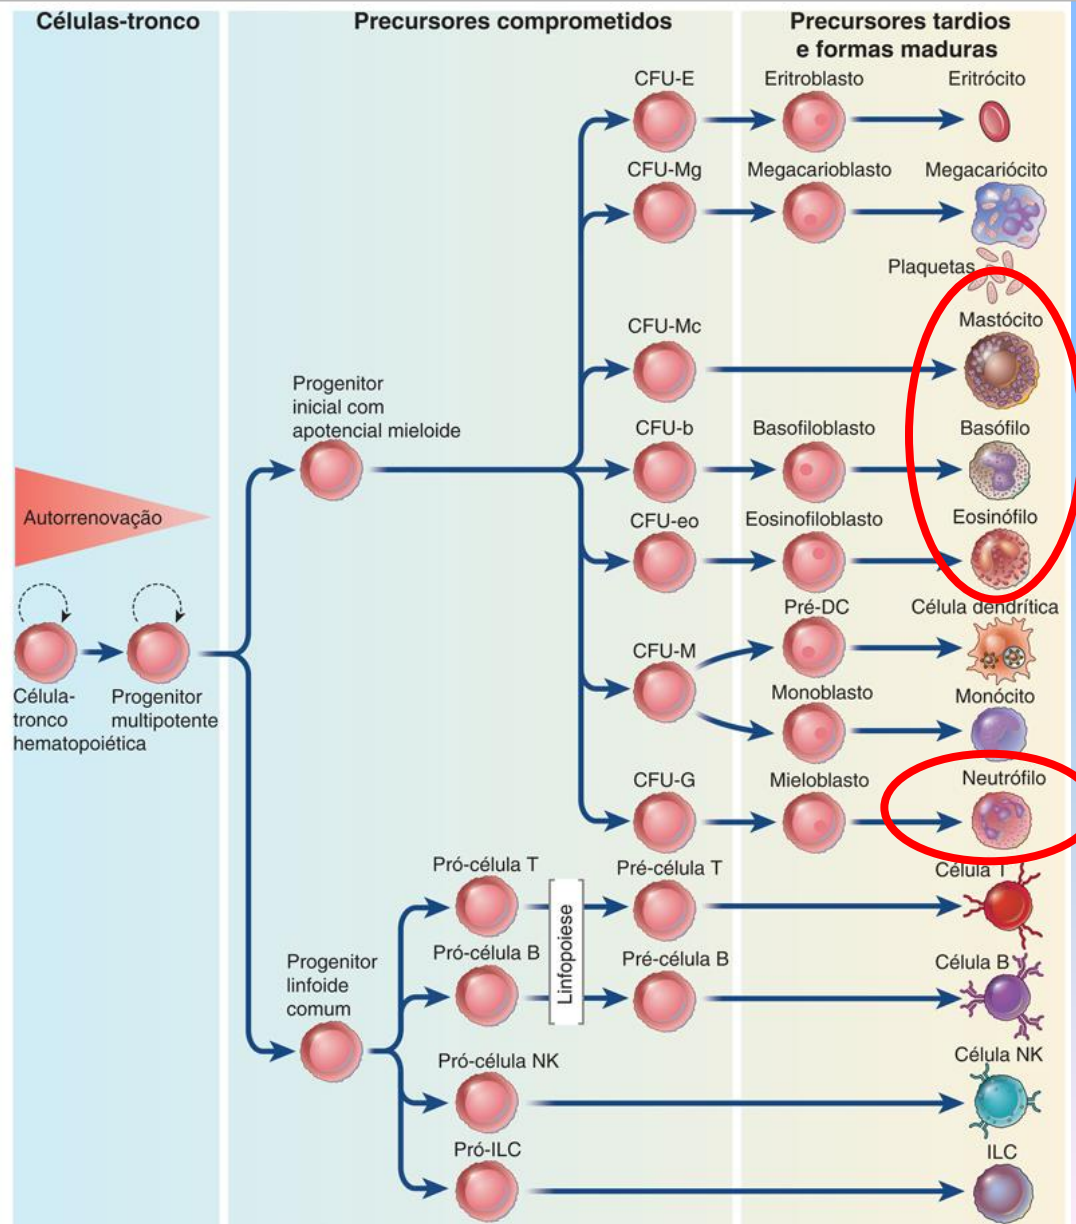 Células-tronco
Precursores comprometidos
Precursores tardios
e formas maduras
CFU-E
Eritroblasto
Eritrócito
CFU-Mg
Megacarioblasto
Megacariócito
Plaquetas
CFU-Mc
Mastócito
Progenitor
inicial com
apotencial mieloide
CFU-b
Basofiloblasto
Basófilo
Autorrenovação
CFU-eo
Eosinofiloblasto
Eosinófilo
Pré-DC
Célula dendrítica
CFU-M
Célula-
tronco
hematopoiética
Progenitor
multipotente
Monoblasto
Monócito
CFU-G
Mieloblasto
Neutrófilo
Pró-célula T
Pré-célula T
Célula T
Linfopoiese
Progenitor
linfoide
comum
Pró-célula B
Pré-célula B
Célula B
Pró-célula NK
Célula NK
Pró-ILC
ILC